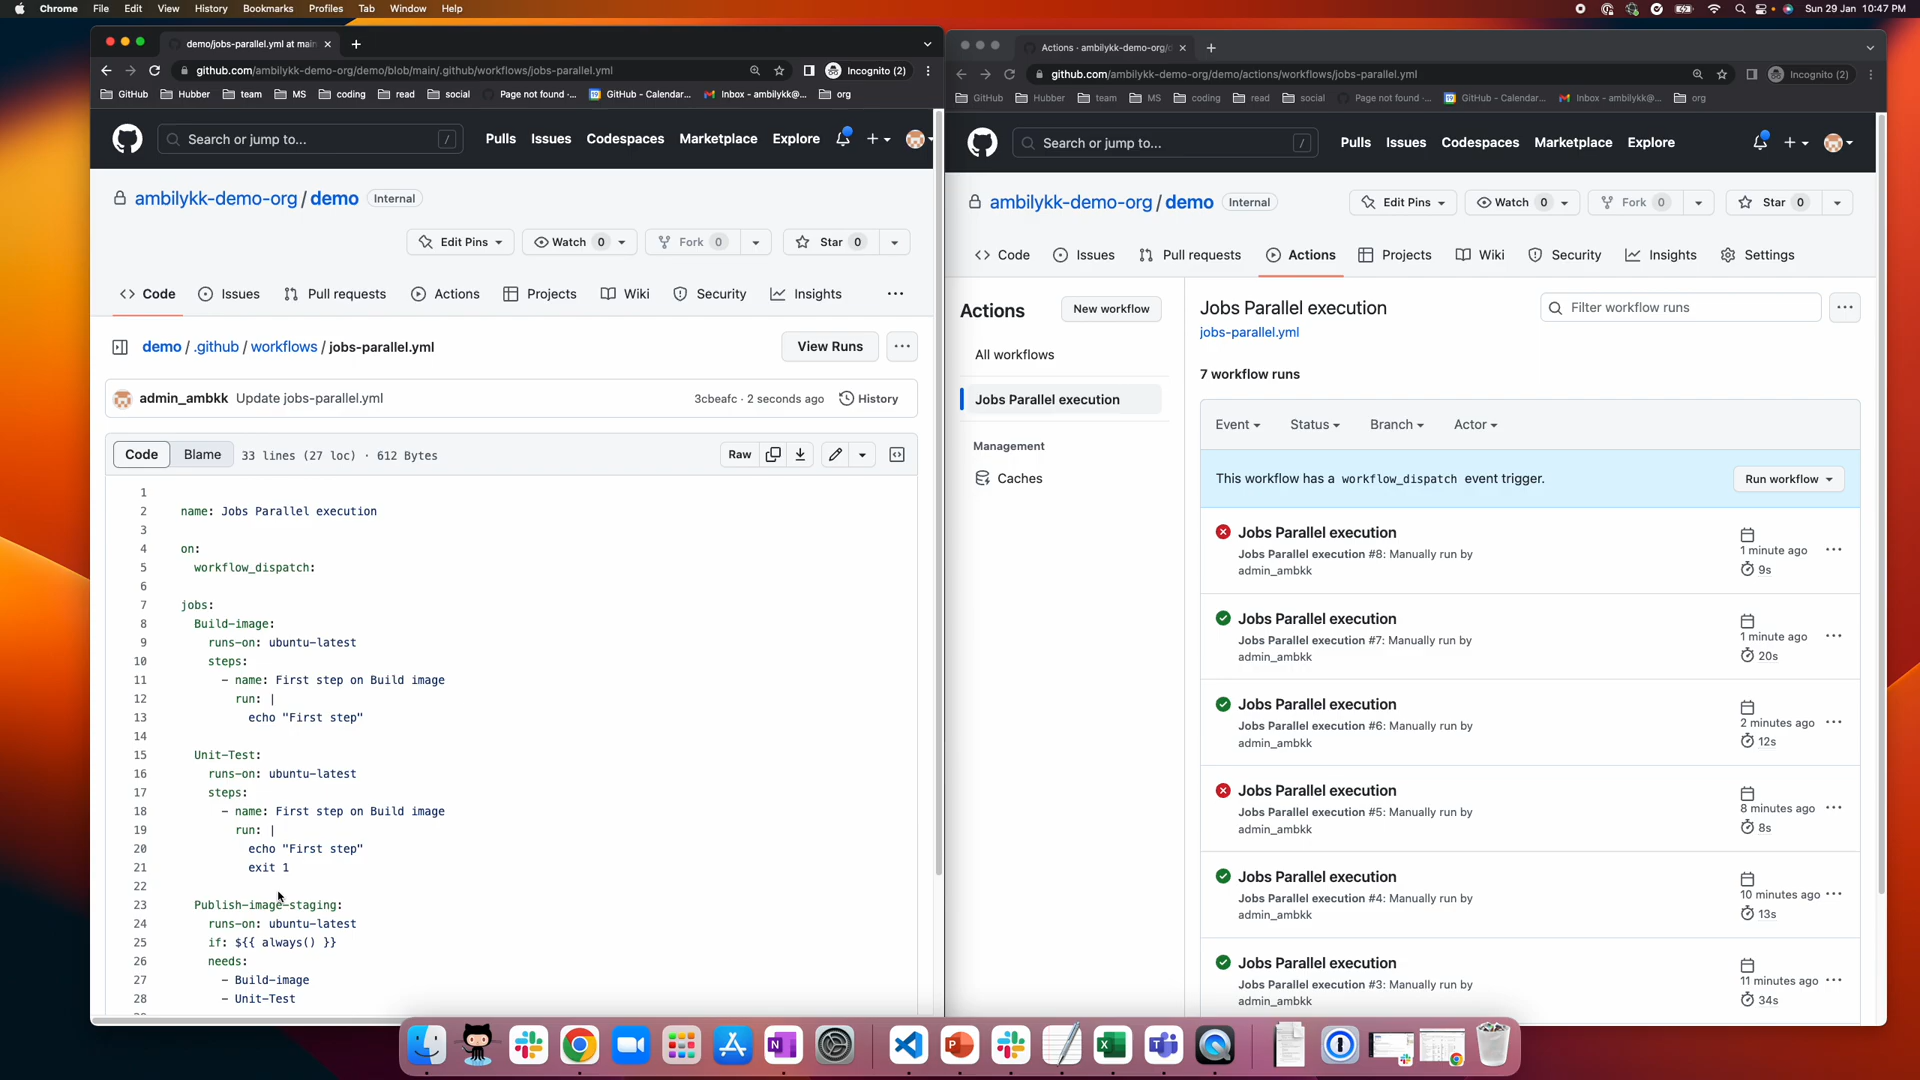 Chrome File Edit View History Bookmarks Profiles Tab Window Help
Sun 29 Jan 10:47 PM
demo/jobs-parallel.yml at main
github.com/ambilykk-demo-org/demo/blob/main/.github/workflows/jobs-parallel.yml
Incognito (2)
GitHub Hubber team MS coding read social Page not found -... GitHub - Calendar... Inbox - ambilykk@... org
Search or jump to... /
Pulls Issues Codespaces Marketplace Explore
ambilykk-demo-org / demo Internal
Edit Pins Watch 0 Fork 0 Star 0
Code Issues Pull requests Actions Projects Wiki Security Insights ...
demo / .github / workflows / jobs-parallel.yml
View Runs ...
admin_ambkk Update jobs-parallel.yml 3cbeafc · 2 seconds ago History
Code Blame 33 lines (27 loc) · 612 Bytes Raw
1
2 name: Jobs Parallel execution
3
4 on:
5 workflow_dispatch:
6
7 jobs:
8 Build-image:
9 runs-on: ubuntu-latest
10 steps:
11 - name: First step on Build image
12 run: |
13 echo "First step"
14
15 Unit-Test:
16 runs-on: ubuntu-latest
17 steps:
18 - name: First step on Build image
19 run: |
20 echo "First step"
21 exit 1
22
23 Publish-image-staging:
24 runs-on: ubuntu-latest
25 if: ${{ always() }}
26 needs:
27 - Build-image
28 - Unit-Test
Actions · ambilykk-demo-org/d
github.com/ambilykk-demo-org/demo/actions/workflows/jobs-parallel.yml
Incognito (2)
GitHub Hubber team MS coding read social Page not found -... GitHub - Calendar... Inbox - ambilykk@... org
Search or jump to... /
Pulls Issues Codespaces Marketplace Explore
ambilykk-demo-org / demo Internal
Edit Pins Watch 0 Fork 0 Star 0
Code Issues Pull requests Actions Projects Wiki Security Insights Settings
Actions
New workflow
All workflows
Jobs Parallel execution
Management
Caches
Jobs Parallel execution
jobs-parallel.yml
Filter workflow runs
...
7 workflow runs
Event Status Branch Actor
This workflow has a workflow_dispatch event trigger. Run workflow
Jobs Parallel execution
Jobs Parallel execution #8: Manually run by
admin_ambkk
1 minute ago
9s
Jobs Parallel execution
Jobs Parallel execution #7: Manually run by
admin_ambkk
1 minute ago
20s
Jobs Parallel execution
Jobs Parallel execution #6: Manually run by
admin_ambkk
2 minutes ago
12s
Jobs Parallel execution
Jobs Parallel execution #5: Manually run by
admin_ambkk
8 minutes ago
8s
Jobs Parallel execution
Jobs Parallel execution #4: Manually run by
admin_ambkk
10 minutes ago
13s
Jobs Parallel execution
Jobs Parallel execution #3: Manually run by
admin_ambkk
11 minutes ago
34s